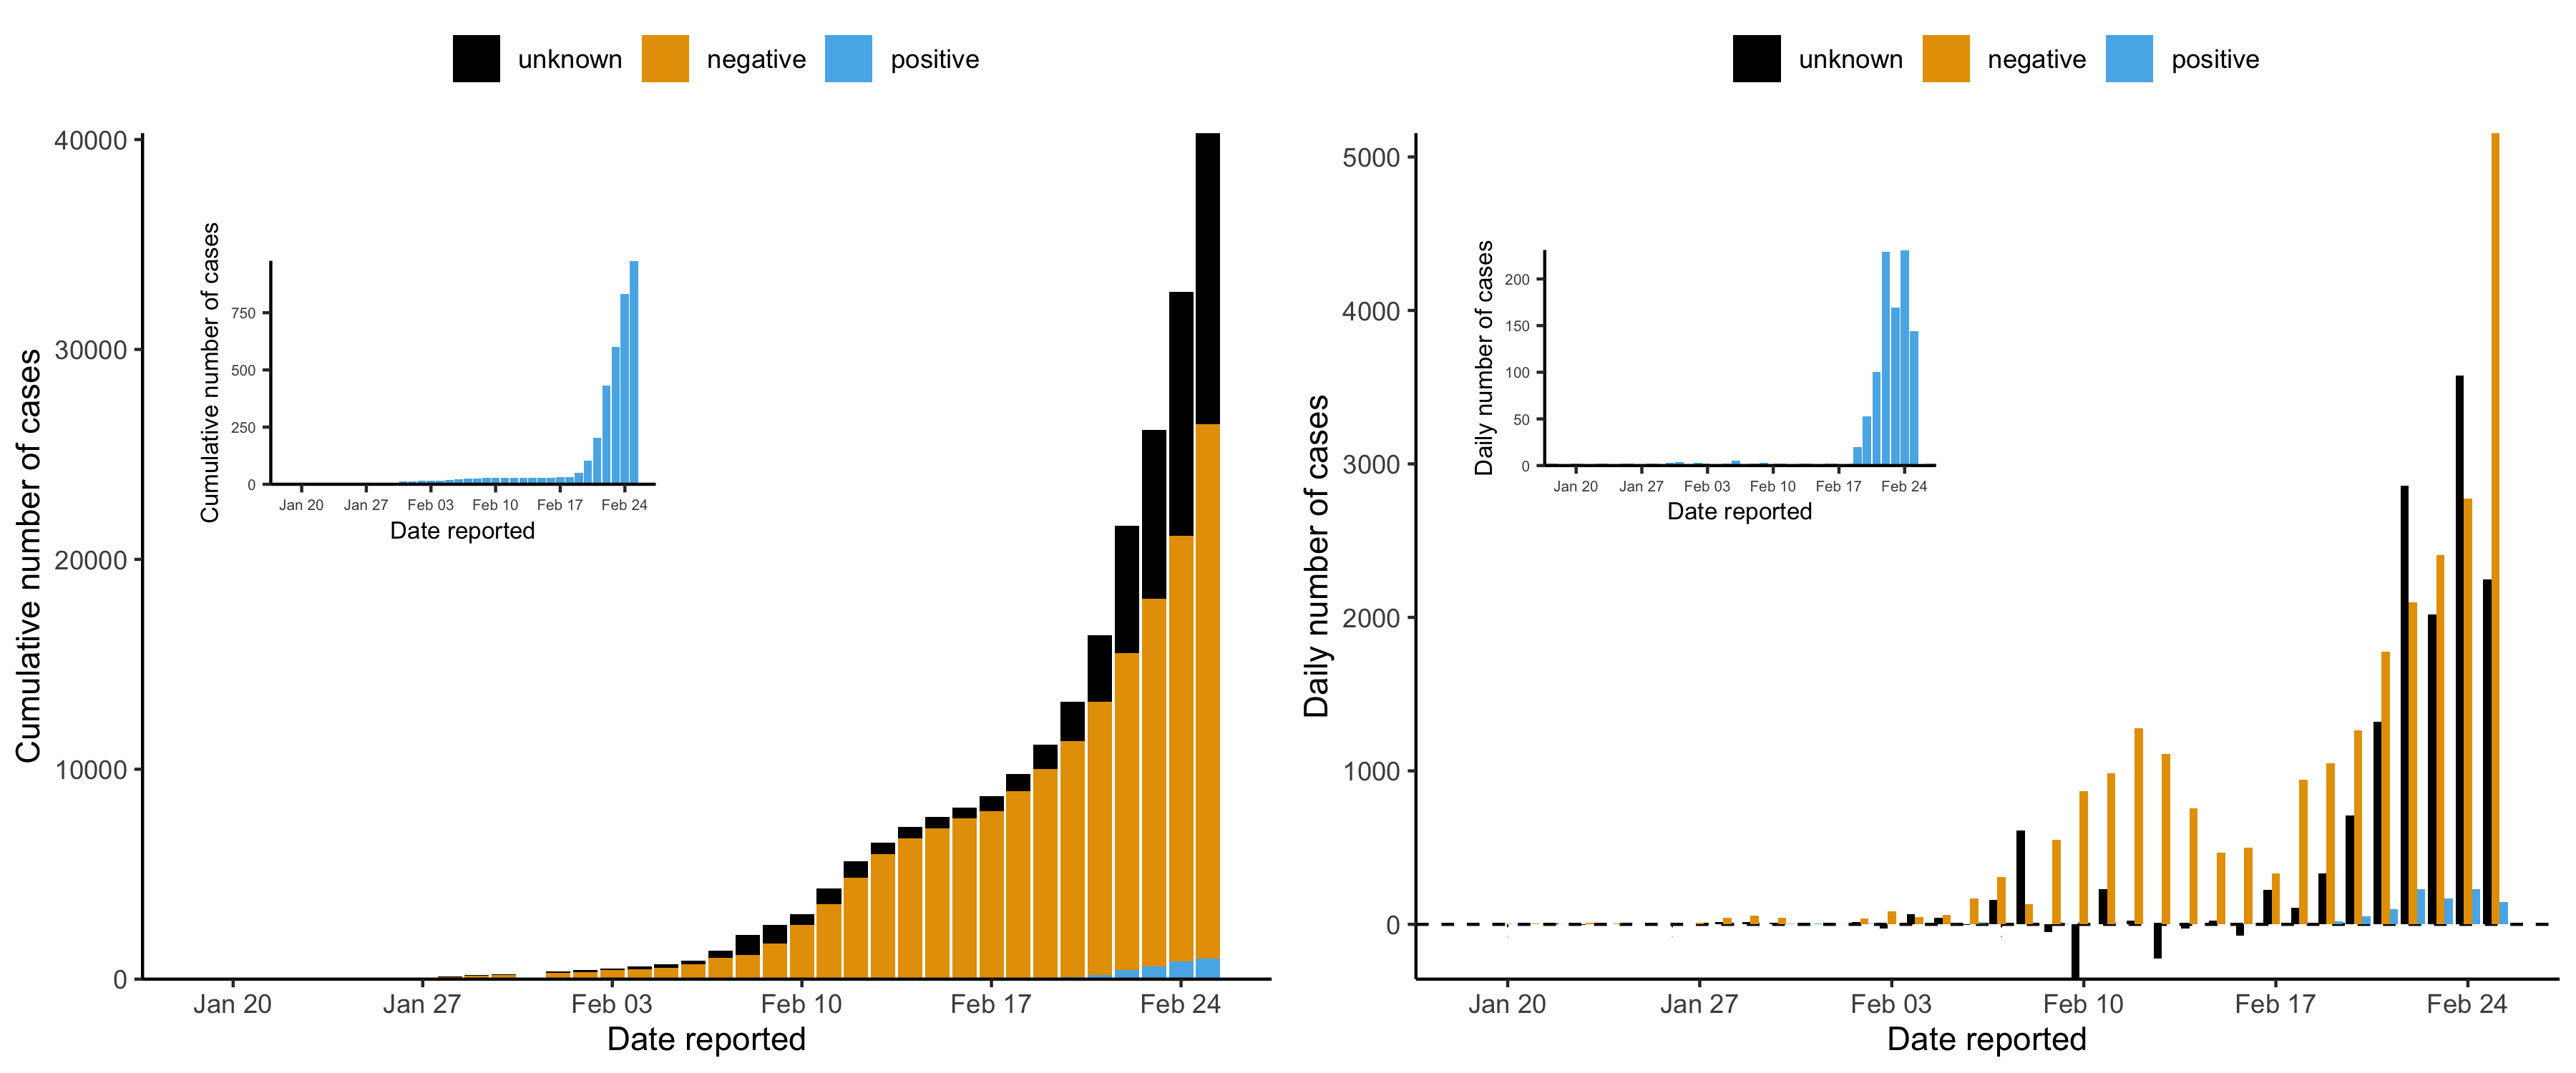 unknown negative positive
40000
30000
20000
10000
0
Cumulative number of cases
Jan 20 Jan 27 Feb 03 Feb 10 Feb 17 Feb 24
Date reported
750
500
250
0
Cumulative number of cases
Jan 20 Jan 27 Feb 03 Feb 10 Feb 17 Feb 24
Date reported
unknown negative positive
5000
4000
3000
2000
1000
0
Daily number of cases
Jan 20 Jan 27 Feb 03 Feb 10 Feb 17 Feb 24
Date reported
200
150
100
50
0
Daily number of cases
Jan 20 Jan 27 Feb 03 Feb 10 Feb 17 Feb 24
Date reported